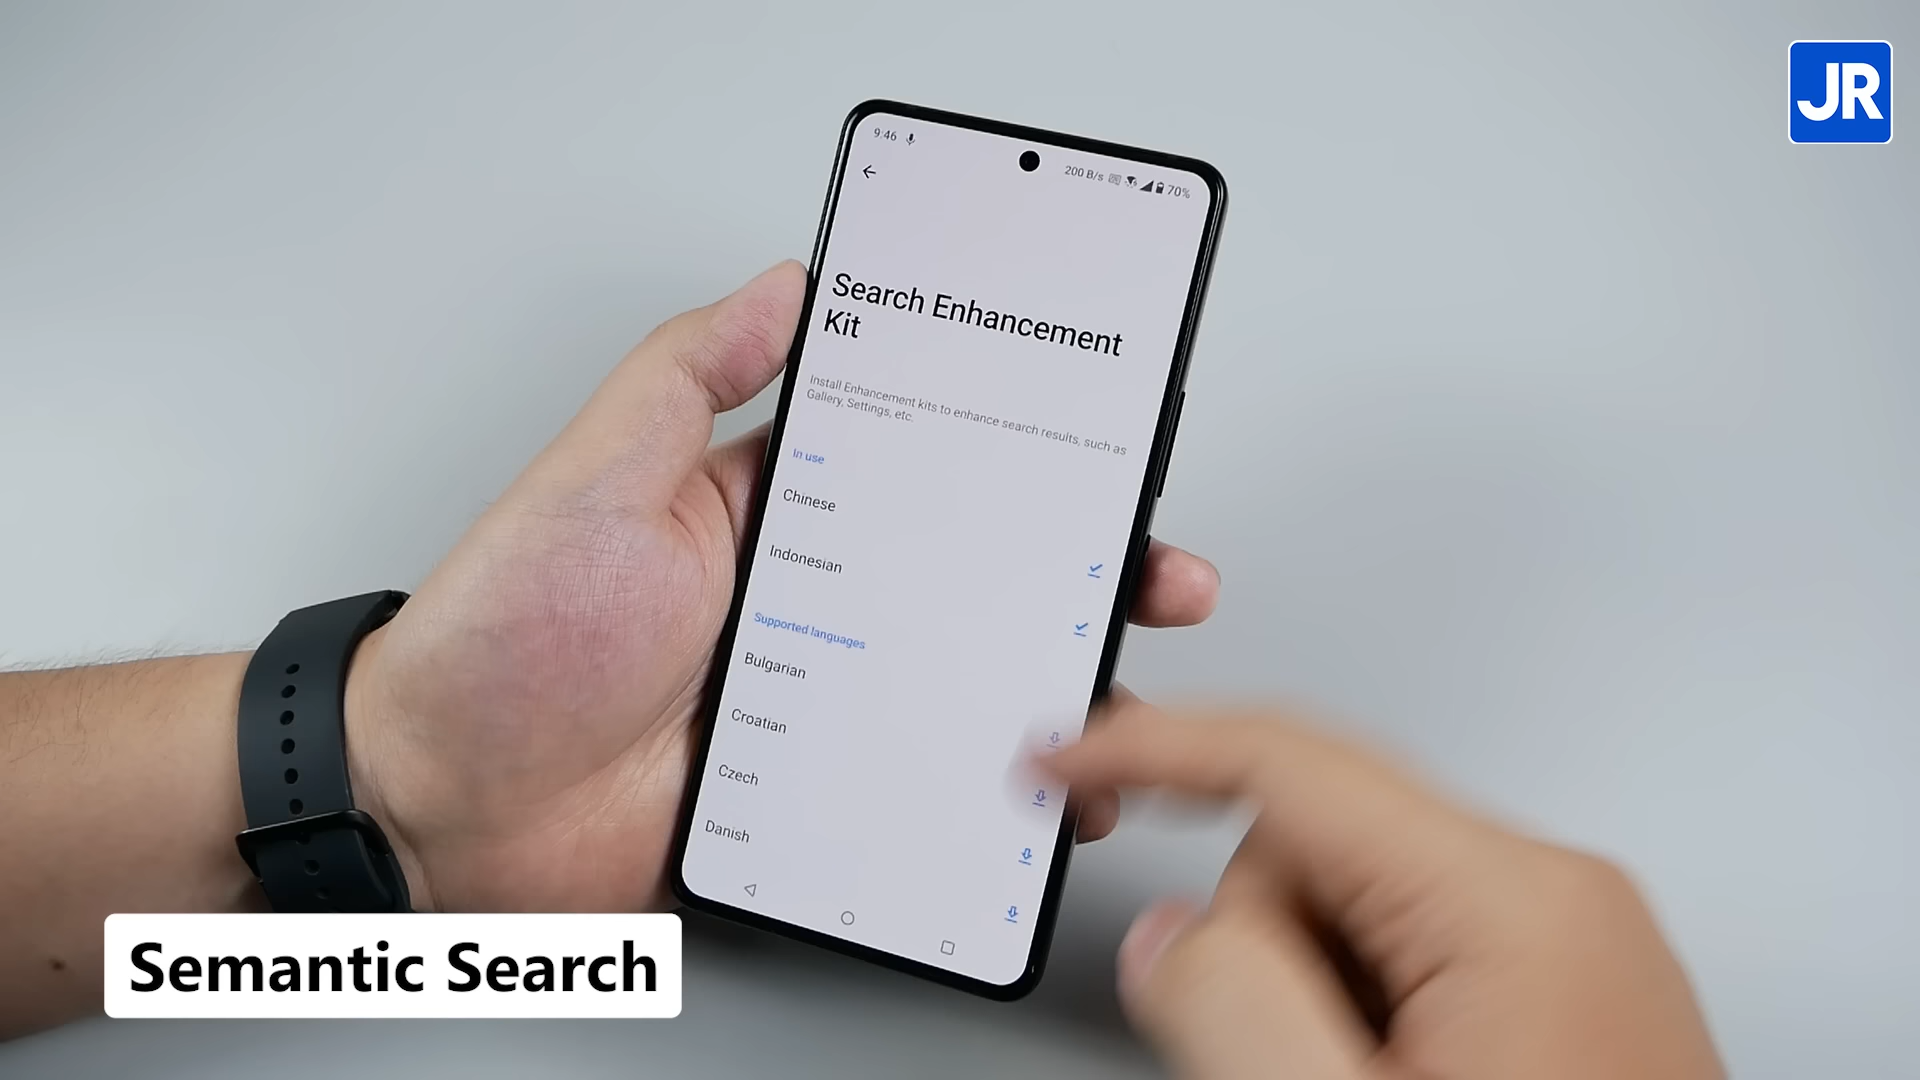 JR
9:46
200 B/s
70%
Search Enhancement
Kit
Install Enhancement kits to enhance search results, such as
Gallery, Settings, etc.
In use
Chinese
Indonesian
Supported languages
Bulgarian
Croatian
Czech
Danish
Semantic Search